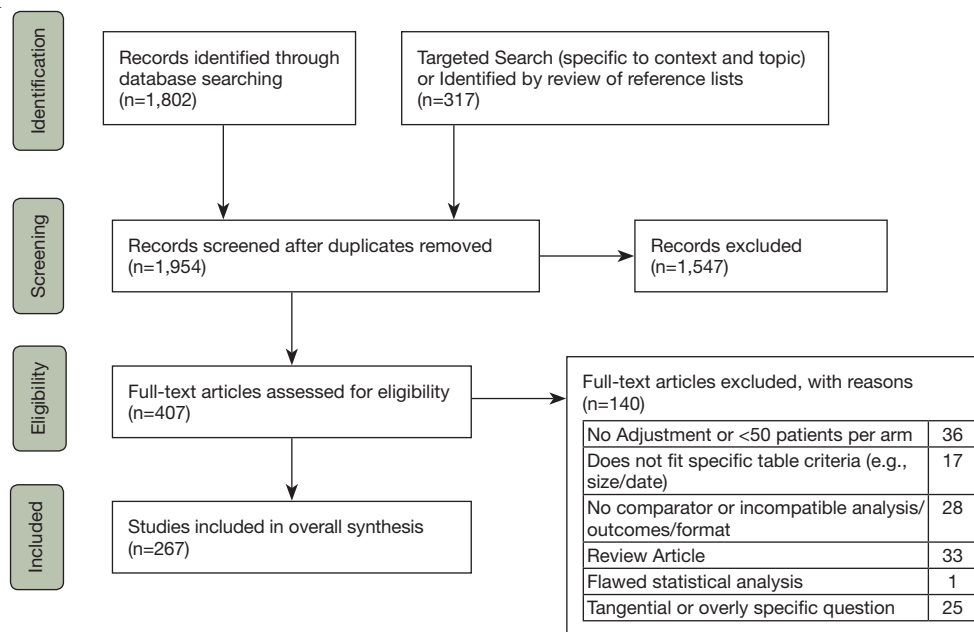 Identification
Records identified through
database searching
(n=1,802)
Targeted Search (specific to context and topic)
or Identified by review of reference lists
(n=317)
Screening
Records screened after duplicates removed
(n=1,954)
Records excluded
(n=1,547)
Eligibility
Full-text articles assessed for eligibility
(n=407)
Full-text articles excluded, with reasons
(n=140)
No Adjustment or <50 patients per arm 36
Does not fit specific table criteria (e.g., 17
size/date)
No comparator or incompatible analysis/ 28
outcomes/format
Review Article 33
Flawed statistical analysis 1
Tangential or overly specific question 25
Included
Studies included in overall synthesis
(n=267)